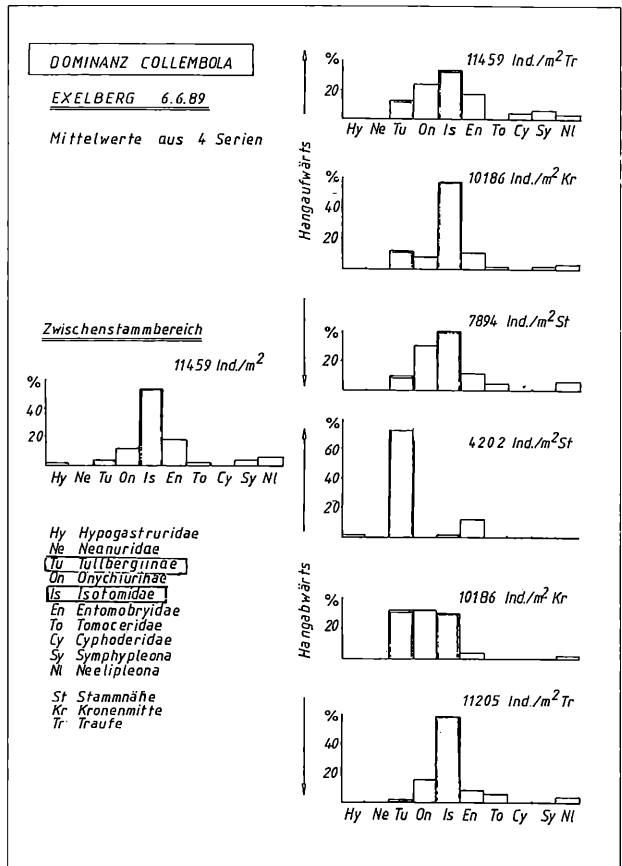 DOMINANZ COLLEMBOLA
EXELBERG 6.6.89
Mittelwerte aus 4 Serien
Hangaufwärts
% 11459 Ind./m² Tr
20
Hy Ne Tu On Is En To Cy Sy Nl
% 10186 Ind./m² Kr
40
20
% 7894 Ind./m² St
20
Zwischenstammbereich
11459 Ind./m²
%
40
20
Hy Ne Tu On Is En To Cy Sy Nl
Hangabwärts
% 4202 Ind./m² St
60
40
20
% 10186 Ind./m² Kr
20
% 11205 Ind./m² Tr
40
20
Hy Ne Tu On Is En To Cy Sy Nl
Hy Hypogastruridae
Ne Neanuridae
Tu Tullbergiinae
On Onychiurinae
Is Isotomidae
En Entomobryidae
To Tomoceridae
Cy Cyphoderidae
Sy Symphypleona
Nl Neelipleona
St Stammnähe
Kr Kronenmitte
Tr Traufe